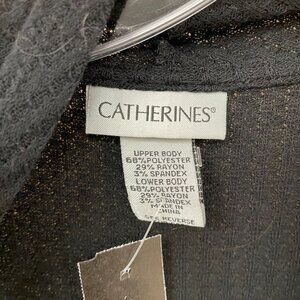 CATHERINES®
UPPER BODY
68%POLYESTER
29% RAYON
3% SPANDEX
LOWER BODY
68%POLYESTER
29% RAYON
3% SPANDEX
MADE IN
CHINA
SEE REVERSE